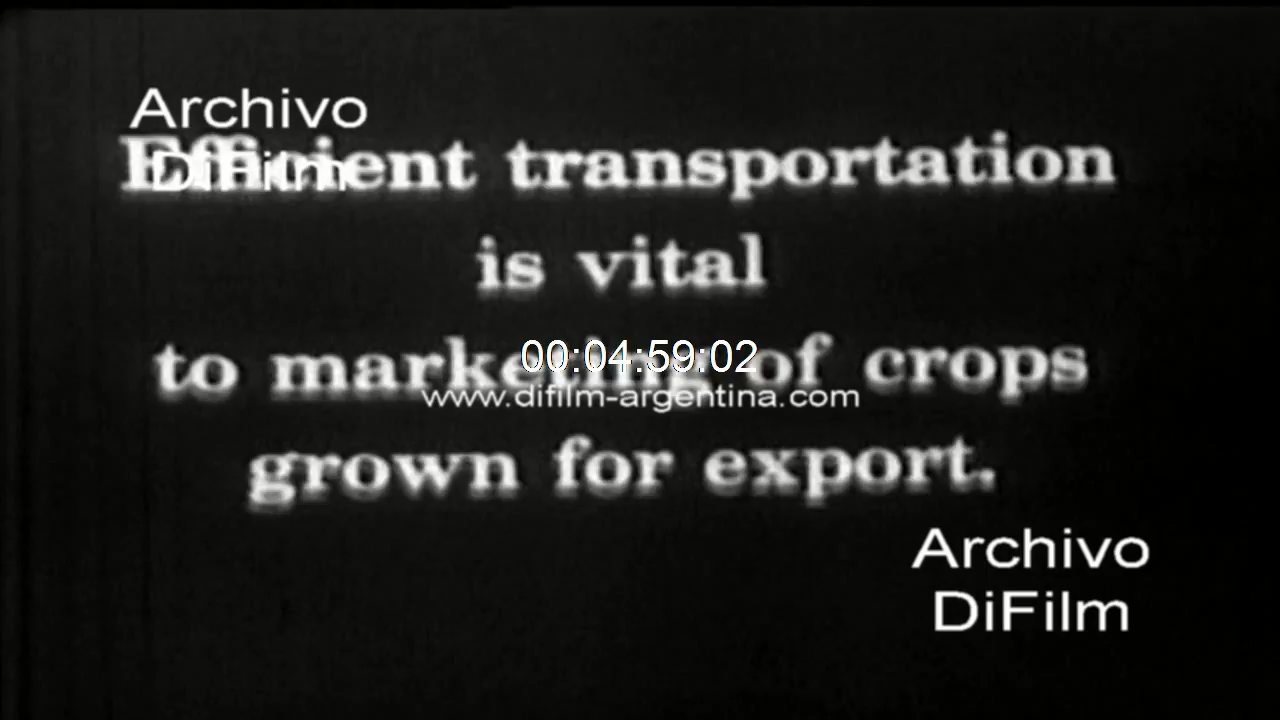 Archivo
DiFilm
Efficient transportation
is vital
to marketing of crops
00:04:59:02
www.difilm-argentina.com
grown for export.
Archivo
DiFilm